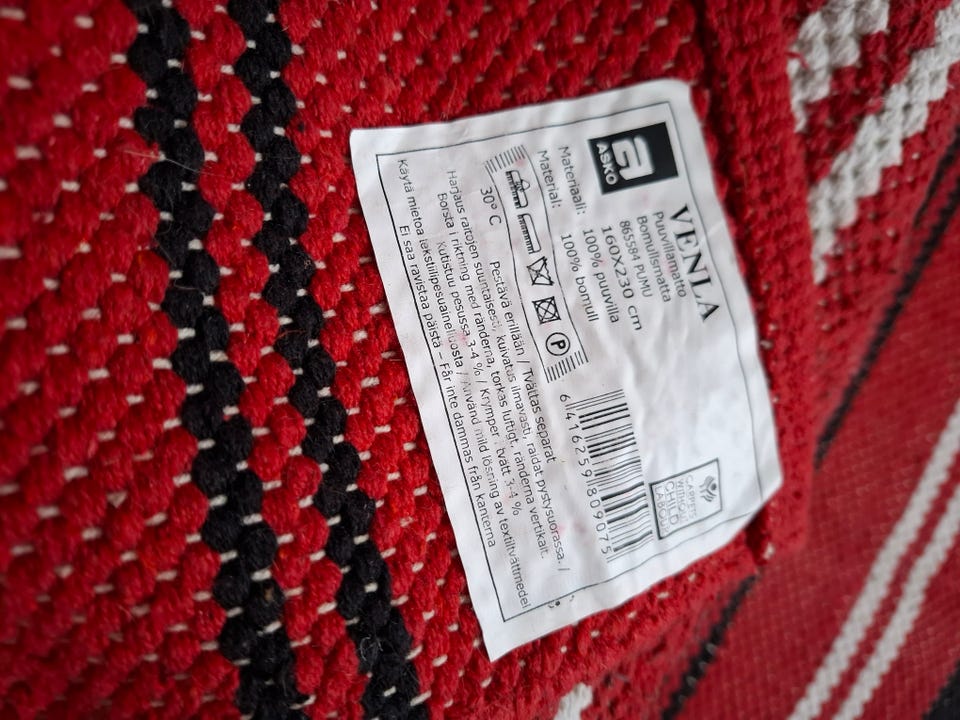 ASKO
VENLA
Puuvillamatto
Bomullsmatta
865584 PUMU
160X230 cm
Materiaali: 100% puuvilla
Material: 100% bomull
P
CARPETS
WITHOUT
CHILD
LABOUR
6 416259 809075
30° C
Pestävä erillään / Tvättas separat
Harjaus raitojen suuntaisesti, kuivatus ilmavasti, raidat pystysuorassa. /
Borsta i riktning med ränderna, torkas luftigt, ränderna vertikalt.
Kutistuu pesussa 3-4 % / Krymper i tvätt 3-4 %
Käytä mietoa tekstiilipesuaineliuosta / Använd mild lösning av textiltvättmedel
Ei saa ravistaa päistä – Får inte dammas från kanterna